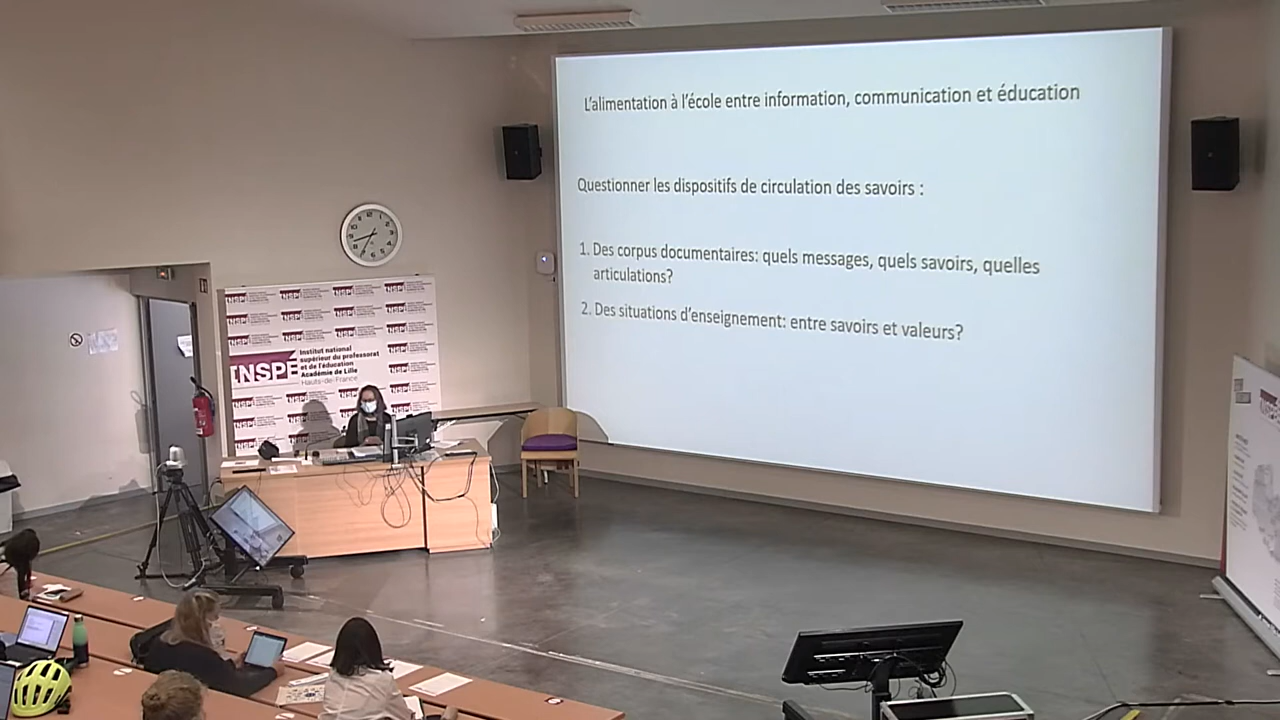 L'alimentation à l'école entre information, communication et éducation
Questionner les dispositifs de circulation des savoirs :
1. Des corpus documentaires: quels messages, quels savoirs, quelles
articulations?
2. Des situations d'enseignement: entre savoirs et valeurs?
INSPÉ
Institut national
supérieur du professorat
et de l'éducation
Académie de Lille
Hauts-de-France